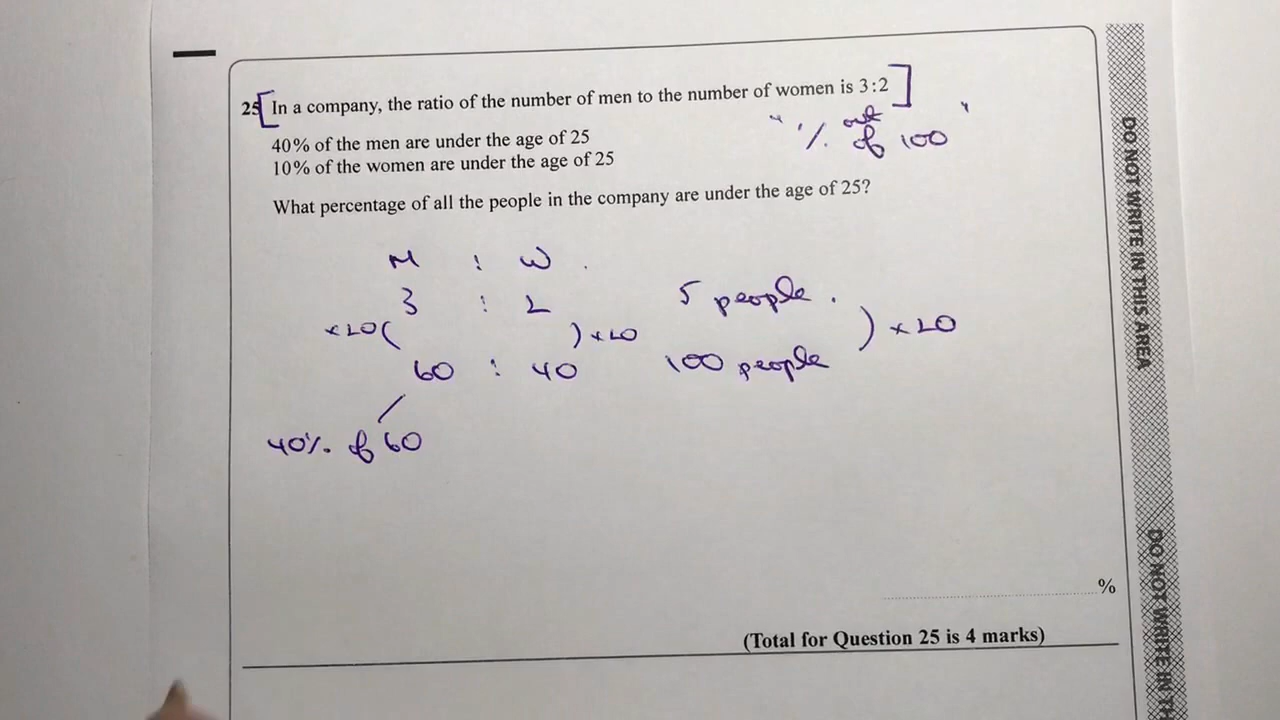 25 In a company, the ratio of the number of men to the number of women is 3:2
40% of the men are under the age of 25
10% of the women are under the age of 25
" % out of 100 "
What percentage of all the people in the company are under the age of 25?
M : W
3 : 2 5 people.
×20 ( ) ×20 ) ×20
60 : 40 100 people
40% of 60
%
(Total for Question 25 is 4 marks)
DO NOT WRITE IN THIS AREA
DO NOT WRITE IN TH